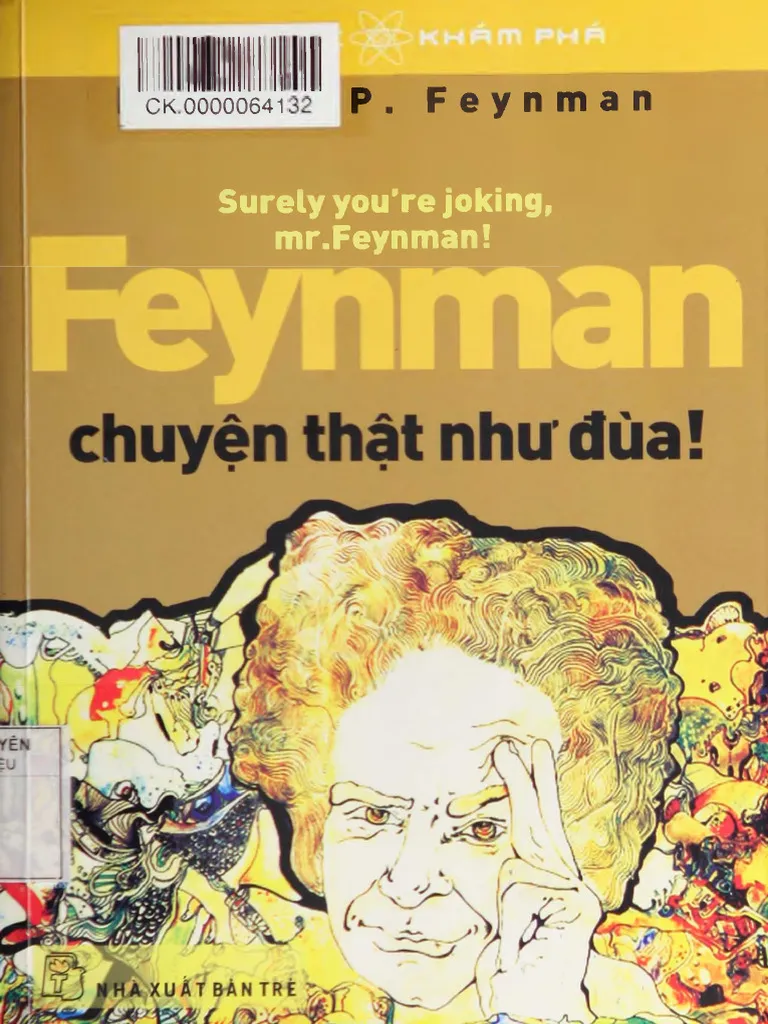 KHÁM PHÁ
CK.0000064132
P. Feynman
Surely you're joking,
mr.Feynman!
Feynman
chuyện thật như đùa!
NHÀ XUẤT BẢN TRẺ